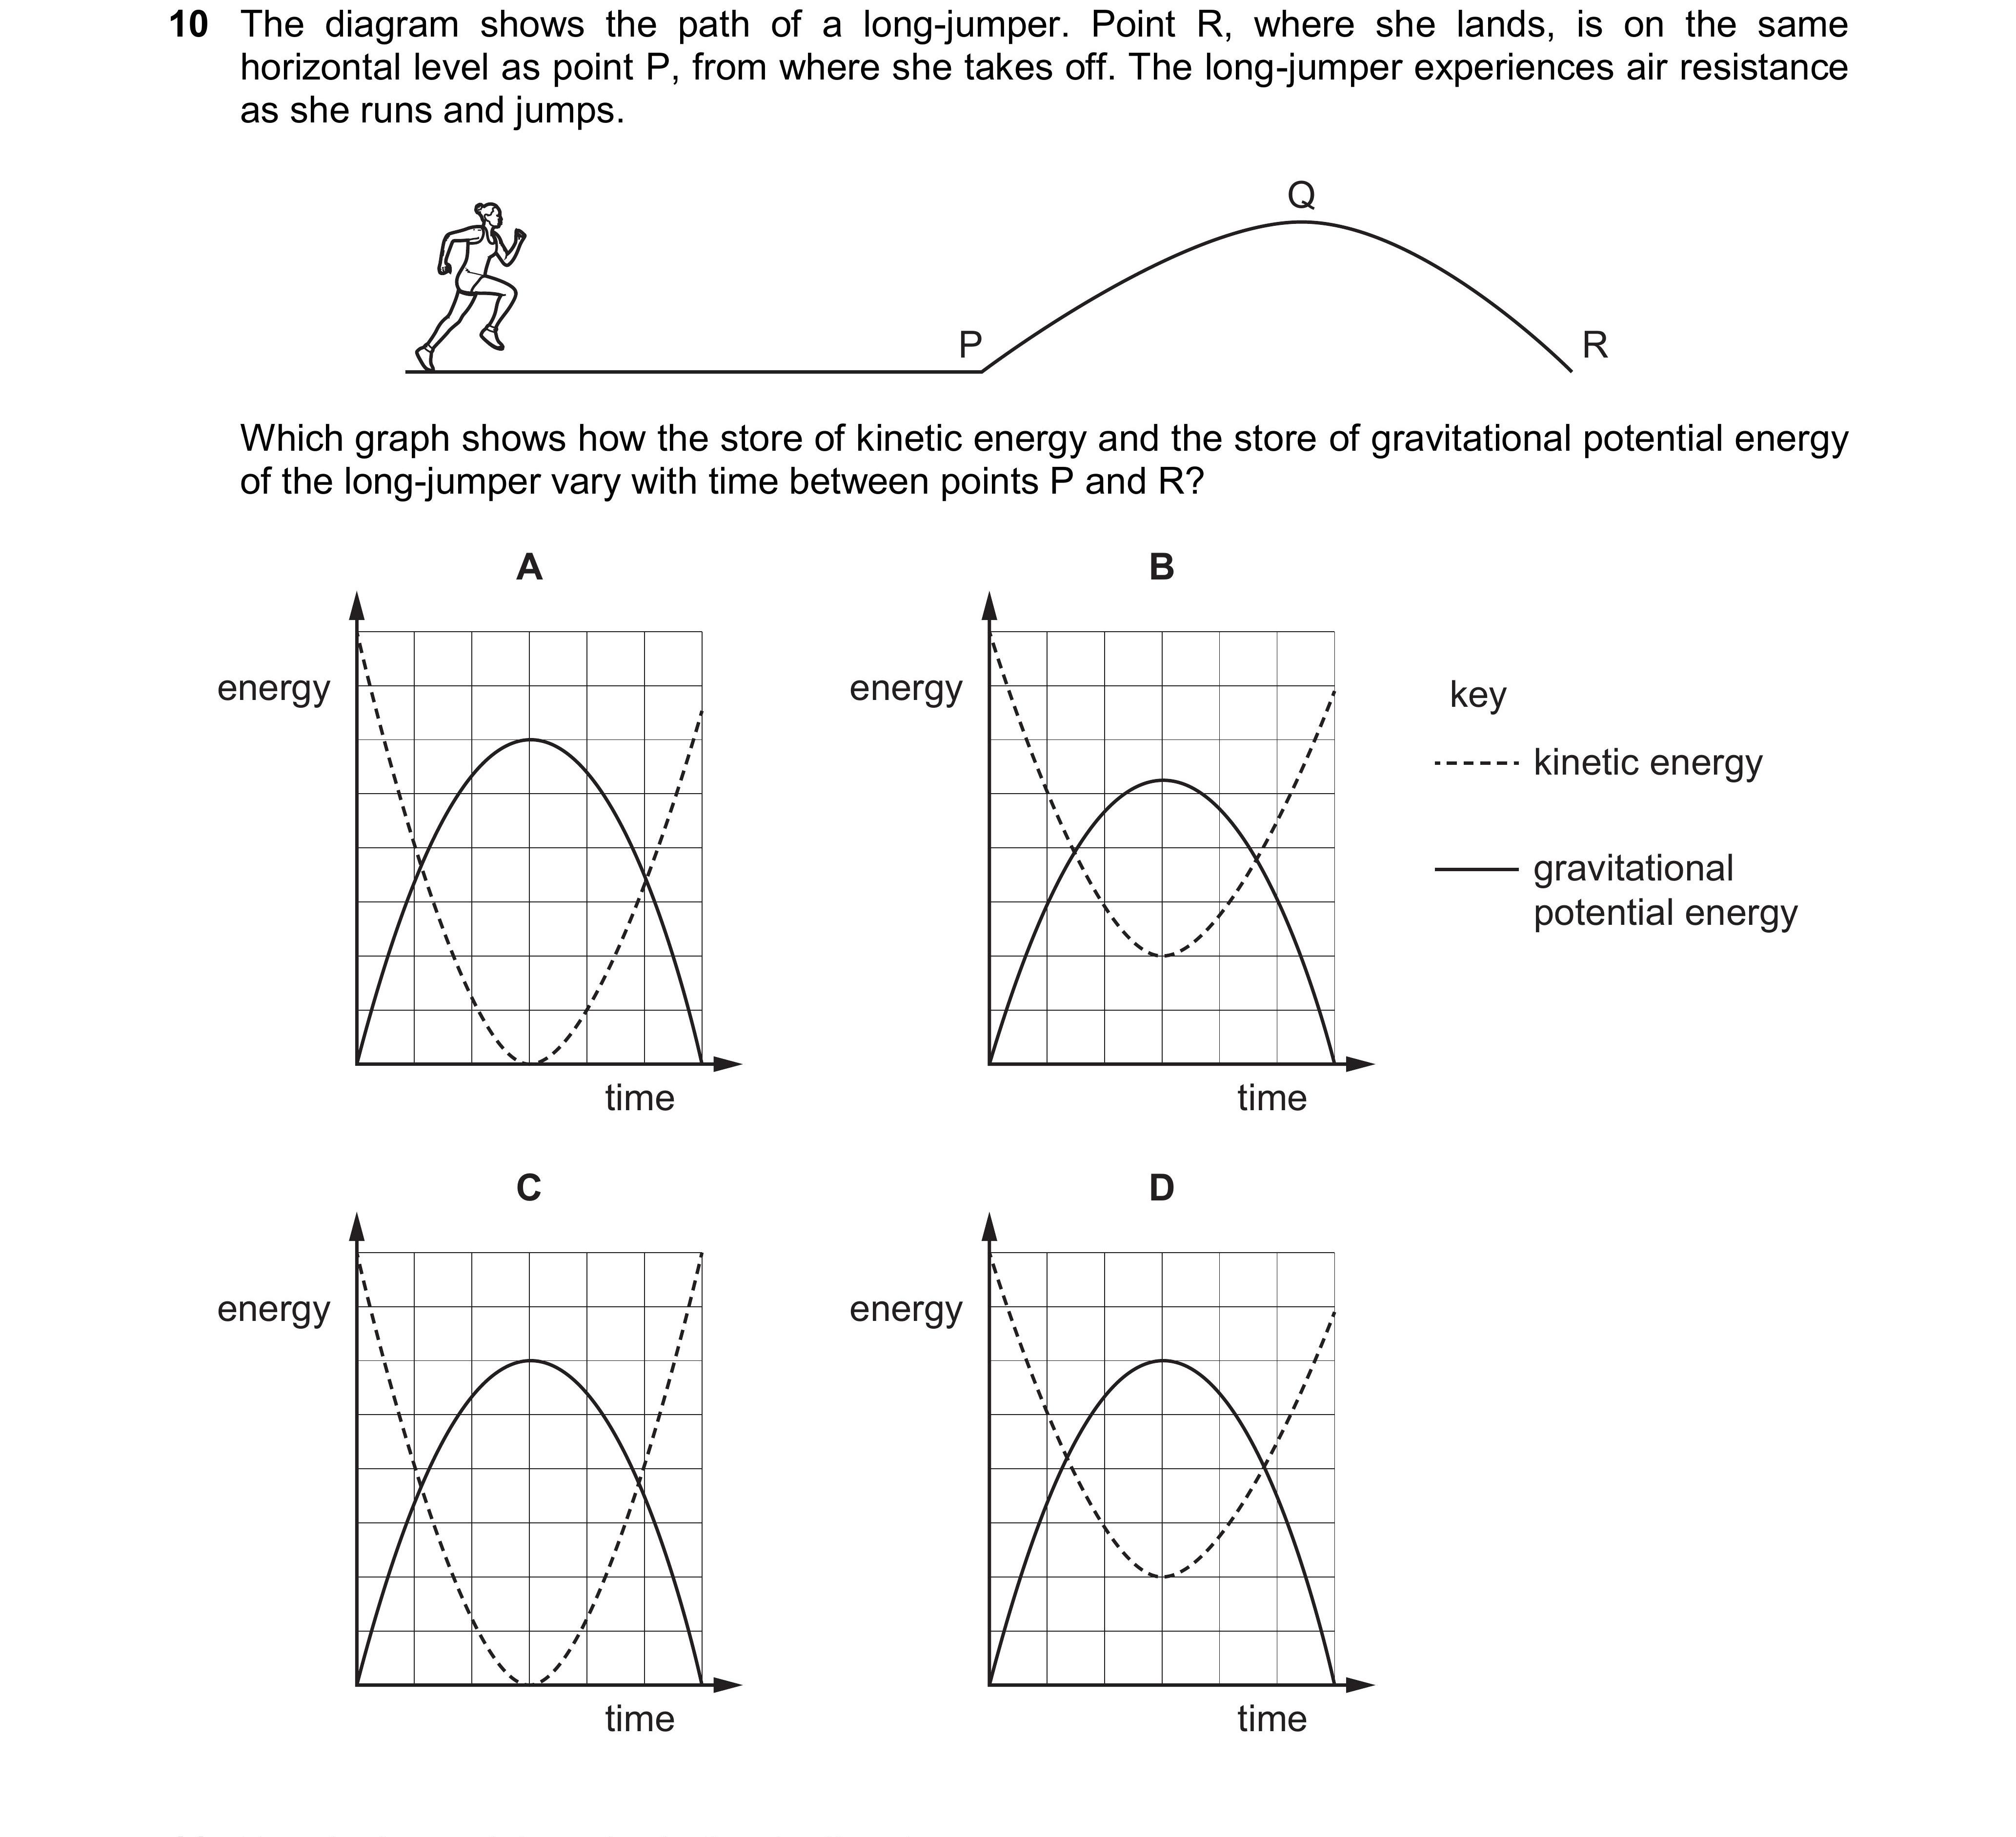 10 The diagram shows the path of a long-jumper. Point R, where she lands, is on the same
horizontal level as point P, from where she takes off. The long-jumper experiences air resistance
as she runs and jumps.
Q
P
R
Which graph shows how the store of kinetic energy and the store of gravitational potential energy
of the long-jumper vary with time between points P and R?
A
energy
time
B
energy
time
key
kinetic energy
gravitational
potential energy
C
energy
time
D
energy
time